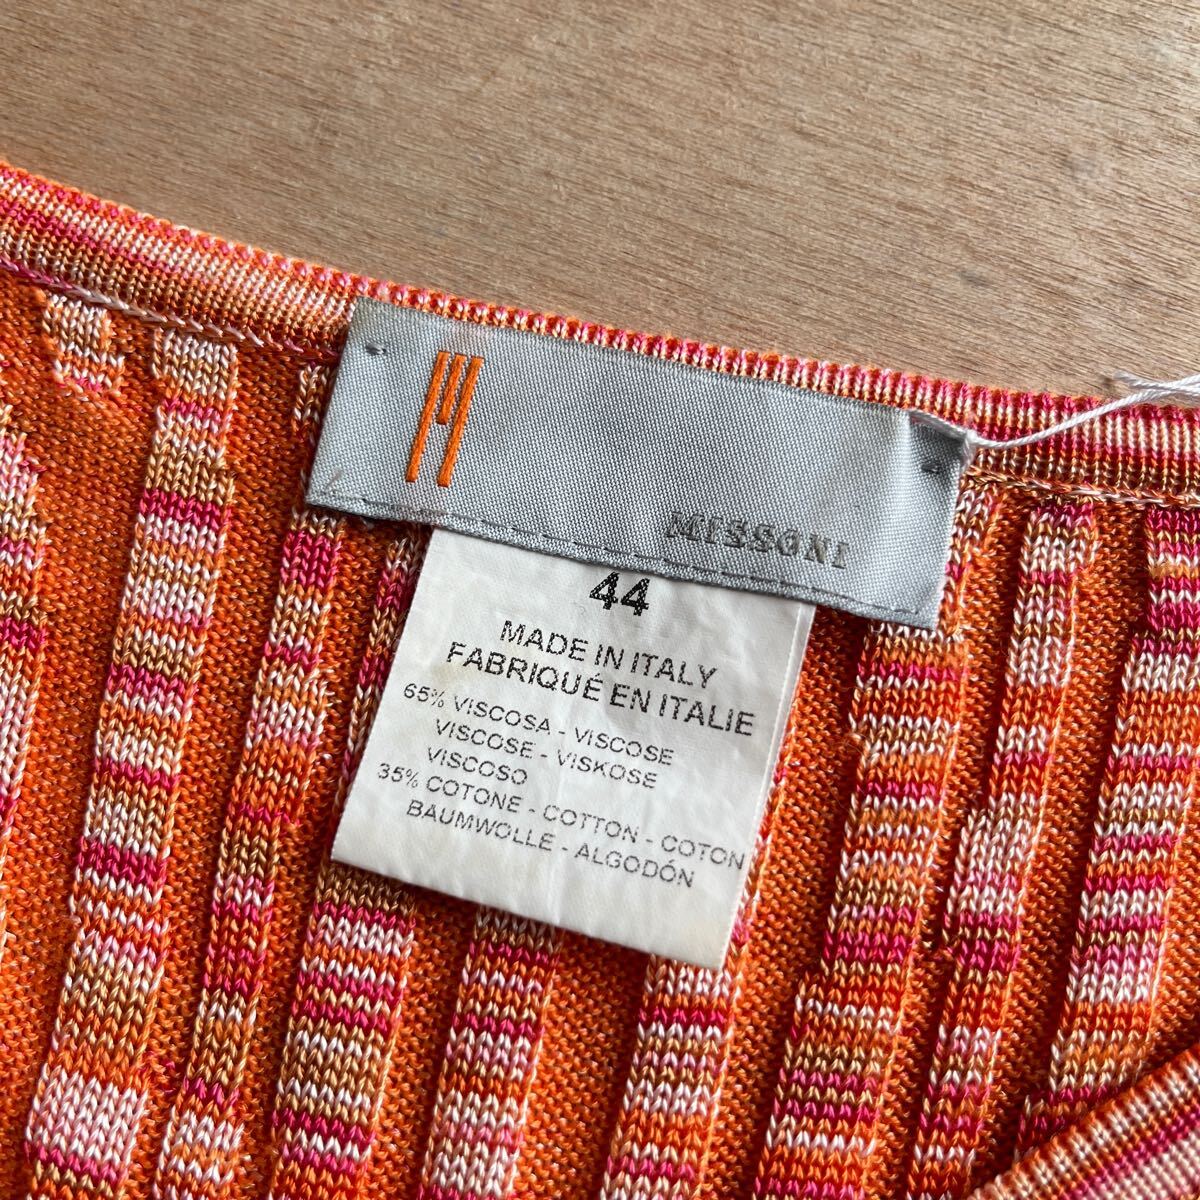 MISSONI
44
MADE IN ITALY
FABRIQUÉ EN ITALIE
65% VISCOSA - VISCOSE
VISCOSE - VISKOSE
VISCOSO
35% COTONE - COTTON - COTON
BAUMWOLLE - ALGODÓN